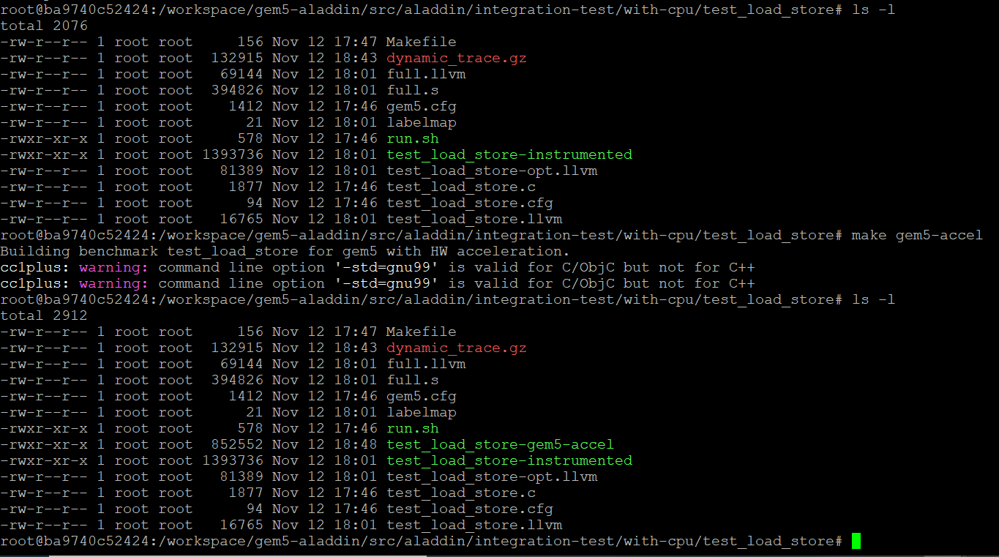 root@ba9740c52424:/workspace/gem5-aladdin/src/aladdin/integration-test/with-cpu/test_load_store# ls -l
total 2076
-rw-r--r-- 1 root root     156 Nov 12 17:47 Makefile
-rw-r--r-- 1 root root  132915 Nov 12 18:43 dynamic_trace.gz
-rw-r--r-- 1 root root   69144 Nov 12 18:01 full.llvm
-rw-r--r-- 1 root root  394826 Nov 12 18:01 full.s
-rw-r--r-- 1 root root    1412 Nov 12 17:46 gem5.cfg
-rw-r--r-- 1 root root      21 Nov 12 18:01 labelmap
-rwxr-xr-x 1 root root     578 Nov 12 17:46 run.sh
-rwxr-xr-x 1 root root 1393736 Nov 12 18:01 test_load_store-instrumented
-rw-r--r-- 1 root root   81389 Nov 12 18:01 test_load_store-opt.llvm
-rw-r--r-- 1 root root    1877 Nov 12 17:46 test_load_store.c
-rw-r--r-- 1 root root      94 Nov 12 17:46 test_load_store.cfg
-rw-r--r-- 1 root root   16765 Nov 12 18:01 test_load_store.llvm
root@ba9740c52424:/workspace/gem5-aladdin/src/aladdin/integration-test/with-cpu/test_load_store# make gem5-accel
Building benchmark test_load_store for gem5 with HW acceleration.
cc1plus: warning: command line option '-std=gnu99' is valid for C/ObjC but not for C++
cc1plus: warning: command line option '-std=gnu99' is valid for C/ObjC but not for C++
root@ba9740c52424:/workspace/gem5-aladdin/src/aladdin/integration-test/with-cpu/test_load_store# ls -l
total 2912
-rw-r--r-- 1 root root     156 Nov 12 17:47 Makefile
-rw-r--r-- 1 root root  132915 Nov 12 18:43 dynamic_trace.gz
-rw-r--r-- 1 root root   69144 Nov 12 18:01 full.llvm
-rw-r--r-- 1 root root  394826 Nov 12 18:01 full.s
-rw-r--r-- 1 root root    1412 Nov 12 17:46 gem5.cfg
-rw-r--r-- 1 root root      21 Nov 12 18:01 labelmap
-rwxr-xr-x 1 root root     578 Nov 12 17:46 run.sh
-rwxr-xr-x 1 root root  852552 Nov 12 18:48 test_load_store-gem5-accel
-rwxr-xr-x 1 root root 1393736 Nov 12 18:01 test_load_store-instrumented
-rw-r--r-- 1 root root   81389 Nov 12 18:01 test_load_store-opt.llvm
-rw-r--r-- 1 root root    1877 Nov 12 17:46 test_load_store.c
-rw-r--r-- 1 root root      94 Nov 12 17:46 test_load_store.cfg
-rw-r--r-- 1 root root   16765 Nov 12 18:01 test_load_store.llvm
root@ba9740c52424:/workspace/gem5-aladdin/src/aladdin/integration-test/with-cpu/test_load_store#